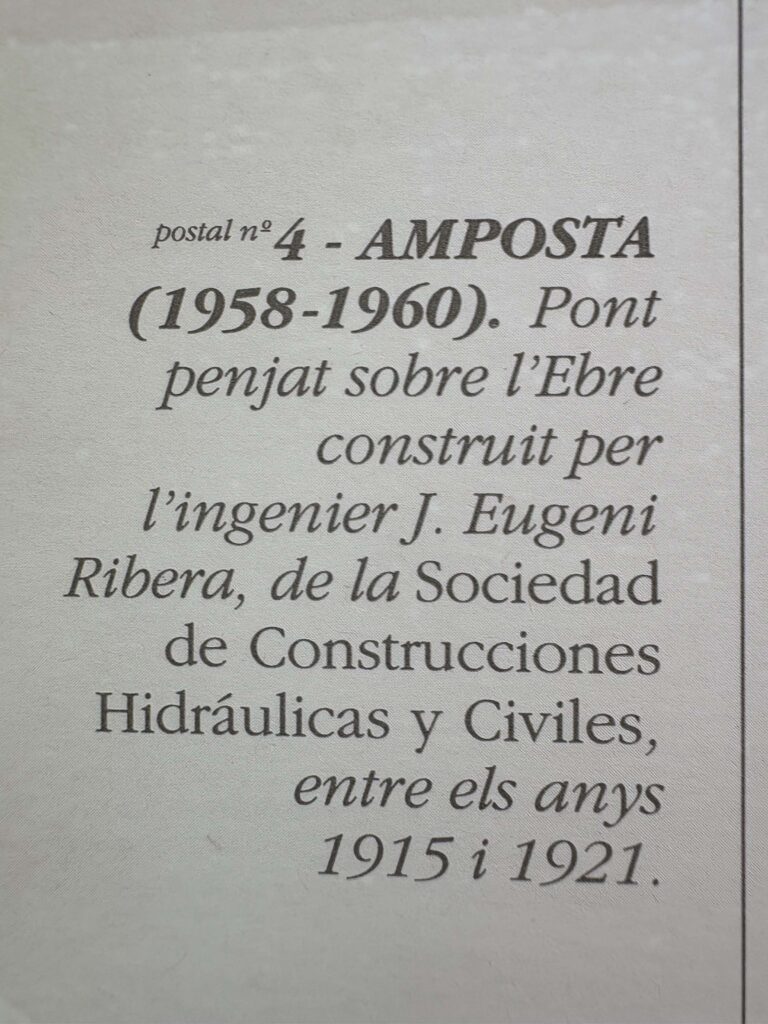 postal nº 4 - AMPOSTA
(1958-1960). Pont
penjat sobre l'Ebre
construit per
l'ingenier J. Eugeni
Ribera, de la Sociedad
de Construcciones
Hidráulicas y Civiles,
entre els anys
1915 i 1921.